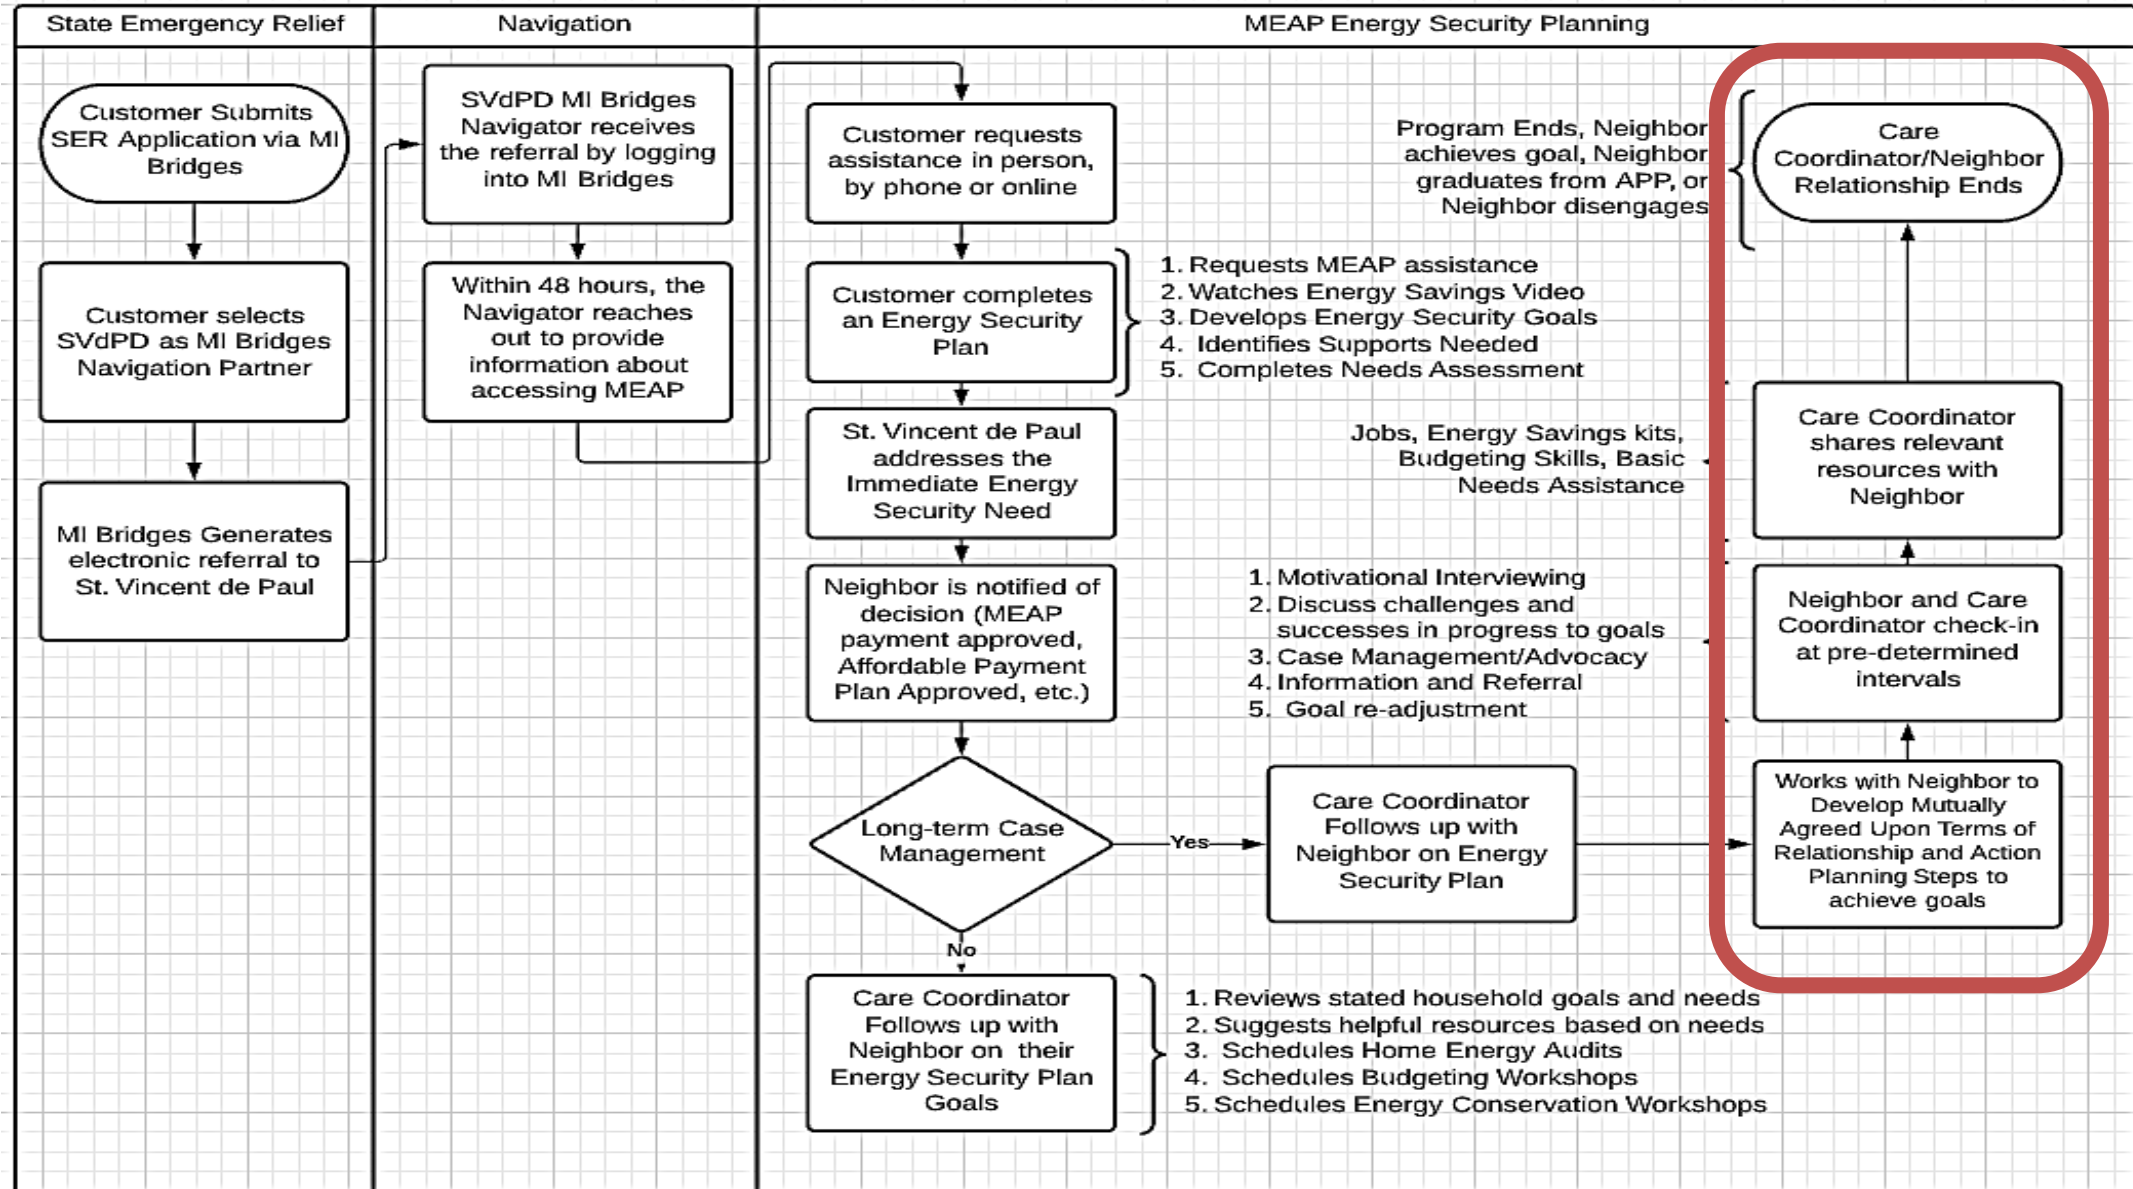 State Emergency Relief
Navigation
MEAP Energy Security Planning
Customer Submits
SER Application via MI
Bridges
Customer selects
SVdPD as MI Bridges
Navigation Partner
MI Bridges Generates
electronic referral to
St. Vincent de Paul
SVdPD MI Bridges
Navigator receives
the referral by logging
into MI Bridges
Within 48 hours, the
Navigator reaches
out to provide
information about
accessing MEAP
Customer requests
assistance in person,
by phone or online
Customer completes
an Energy Security
Plan
1. Requests MEAP assistance
2. Watches Energy Savings Video
3. Develops Energy Security Goals
4. Identifies Supports Needed
5. Completes Needs Assessment
St. Vincent de Paul
addresses the
Immediate Energy
Security Need
Neighbor is notified of
decision (MEAP
payment approved,
Affordable Payment
Plan Approved, etc.)
Long-term Case
Management
No
Care Coordinator
Follows up with
Neighbor on their
Energy Security Plan
Goals
1. Reviews stated household goals and needs
2. Suggests helpful resources based on needs
3. Schedules Home Energy Audits
4. Schedules Budgeting Workshops
5. Schedules Energy Conservation Workshops
Yes
Care Coordinator
Follows up with
Neighbor on Energy
Security Plan
Works with Neighbor to
Develop Mutually
Agreed Upon Terms of
Relationship and Action
Planning Steps to
achieve goals
Neighbor and Care
Coordinator check-in
at pre-determined
intervals
1. Motivational Interviewing
2. Discuss challenges and
successes in progress to goals
3. Case Management/Advocacy
4. Information and Referral
5. Goal re-adjustment
Care Coordinator
shares relevant
resources with
Neighbor
Jobs, Energy Savings kits,
Budgeting Skills, Basic
Needs Assistance
Care
Coordinator/Neighbor
Relationship Ends
Program Ends, Neighbor
achieves goal, Neighbor
graduates from APP, or
Neighbor disengages